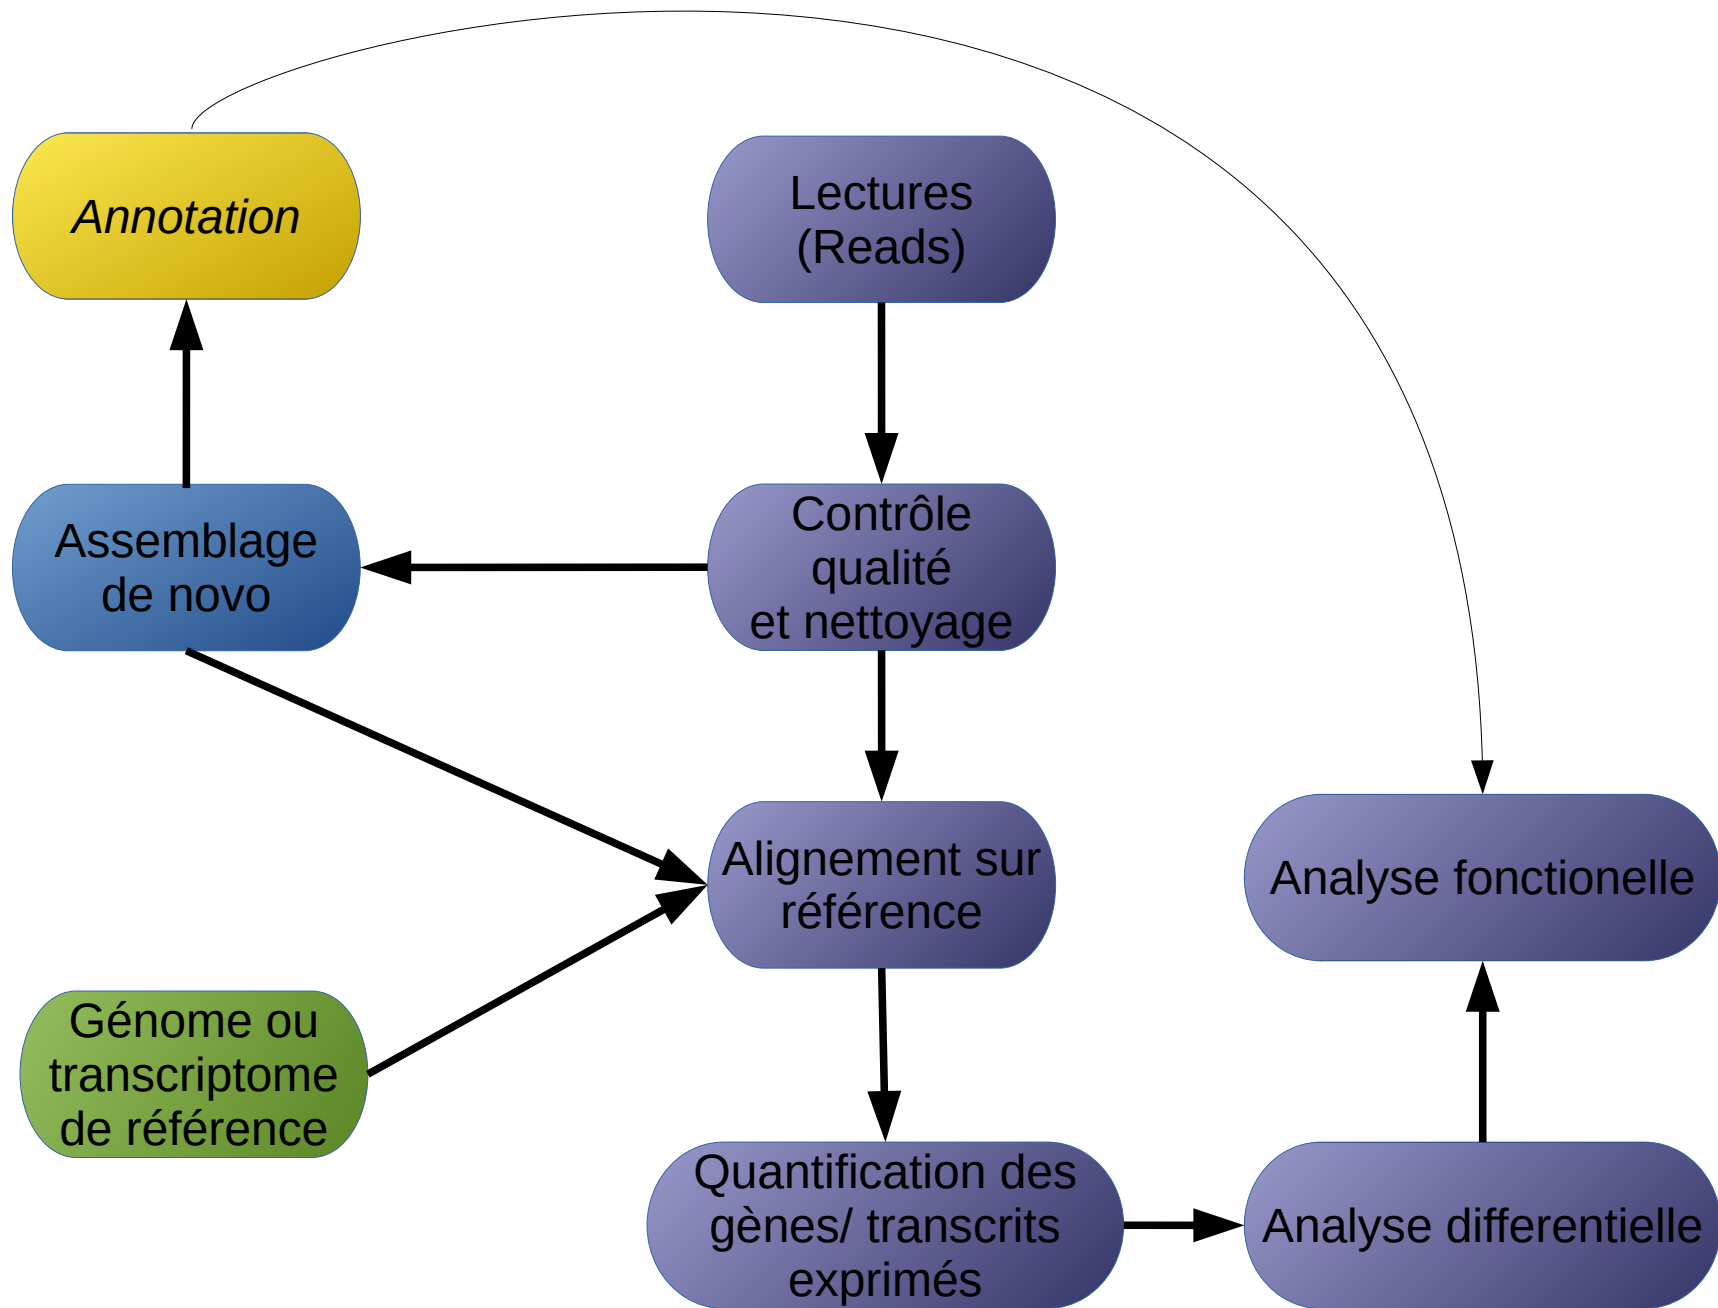 Annotation
Lectures
(Reads)
Assemblage
de novo
Contrôle
qualité
et nettoyage
Alignement sur
référence
Analyse fonctionelle
Génome ou
transcriptome
de référence
Quantification des
gènes/ transcrits
exprimés
Analyse differentielle